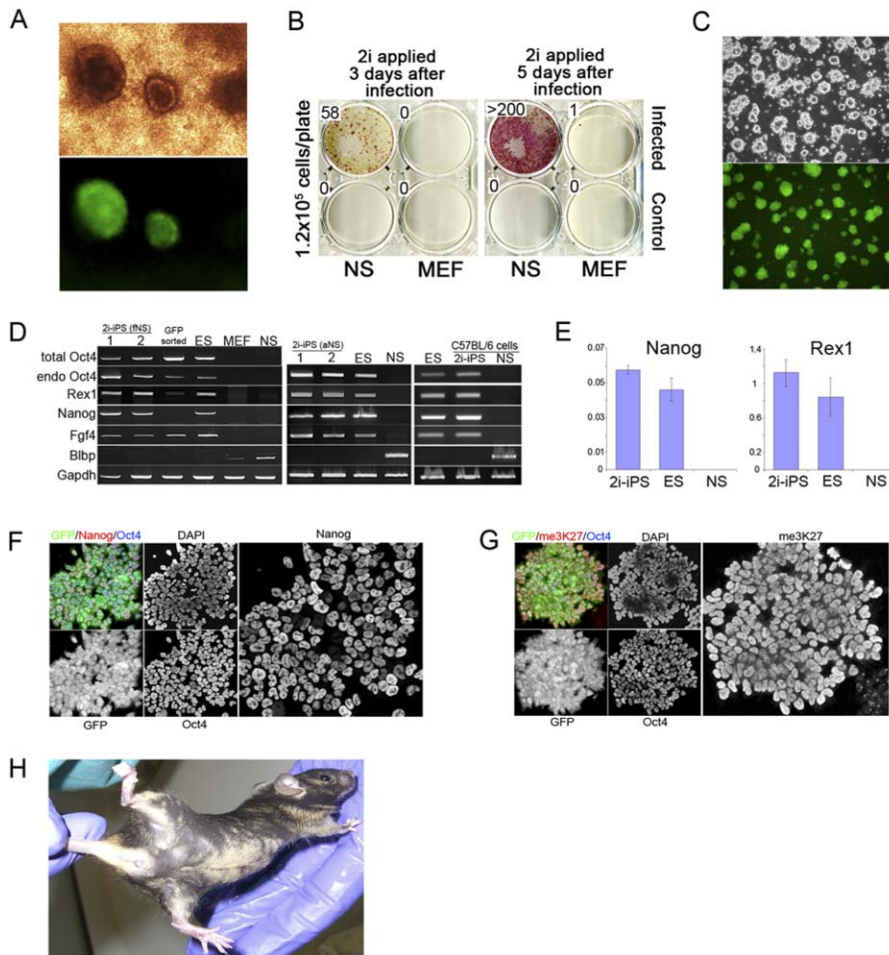 A
B
2i applied
3 days after
infection
2i applied
5 days after
infection
58
0
>200
1
0
0
0
0
1.2x10⁵ cells/plate
Infected
Control
NS
MEF
NS
MEF
C
D
2i-iPS (fNS)
1
2
GFP
sorted
ES
MEF
NS
2i-iPS (aNS)
1
2
ES
NS
C57BL/6 cells
ES
2i-iPS
NS
total Oct4
endo Oct4
Rex1
Nanog
Fgf4
Blbp
Gapdh
E
Nanog
0.07
0.05
0.03
0.01
0
2i-iPS
ES
NS
Rex1
1.4
1
0.6
0.2
0
2i-iPS
ES
NS
F
GFP/Nanog/Oct4
DAPI
Nanog
GFP
Oct4
G
GFP/me3K27/Oct4
DAPI
me3K27
GFP
Oct4
H